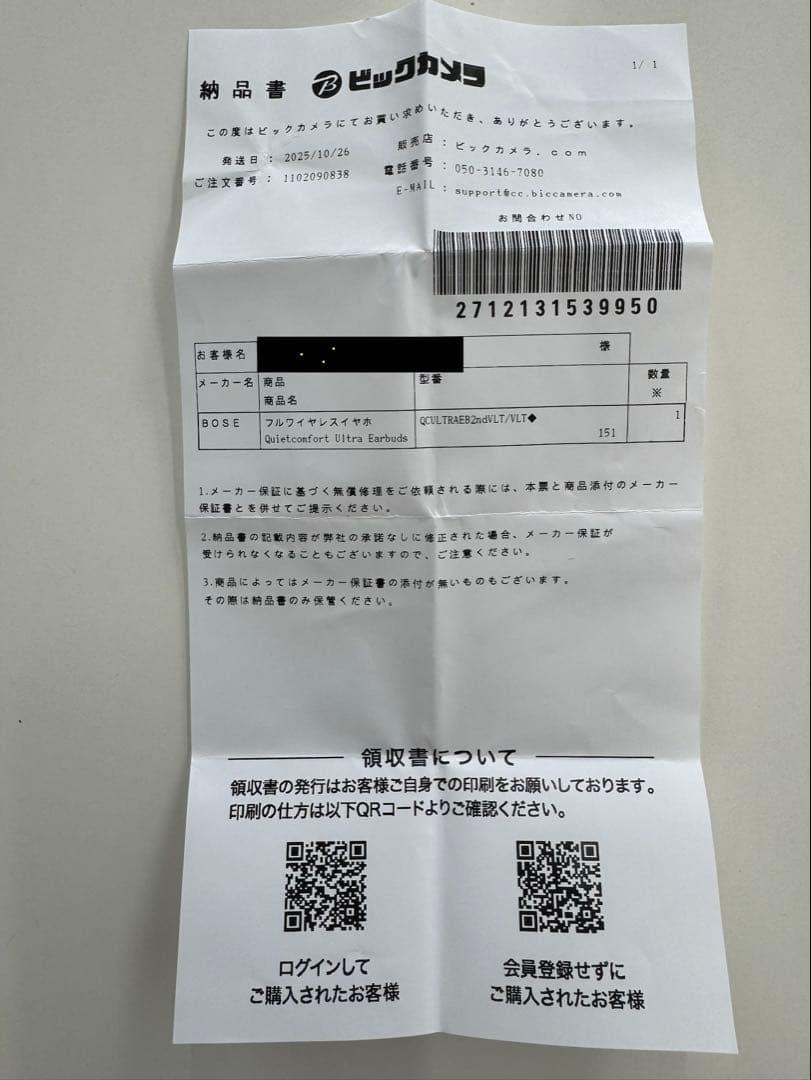 納品書 ビックカメラ 1/ 1
この度はビックカメラにてお買い求めいただき、ありがとうございます。
発送日 : 2025/10/26
ご注文番号 : 1102090838
販売店 : ビックカメラ.com
電話番号 : 050-3146-7080
E-MAIL : support@cc.biccamera.com
お問合わせNO
2712131539950
お客様名 様
メーカー名 商品 型番 数量
商品名 ※
BOSE フルワイヤレスイヤホ QCULTRAEB2ndVLT/VLT◆ 1
Quietcomfort Ultra Earbuds 151
1.メーカー保証に基づく無償修理をご依頼される際には、本票と商品添付のメーカー
保証書とを併せてご提示ください。
2.納品書の記載内容が弊社の承諾なしに修正された場合、メーカー保証が
受けられなくなることもございますので、ご注意ください。
3.商品によってはメーカー保証書の添付が無いものもございます。
その際は納品書のみ保管ください。
領収書について
領収書の発行はお客様ご自身での印刷をお願いしております。
印刷の仕方は以下QRコードよりご確認ください。
ログインして
ご購入されたお客様
会員登録せずに
ご購入されたお客様